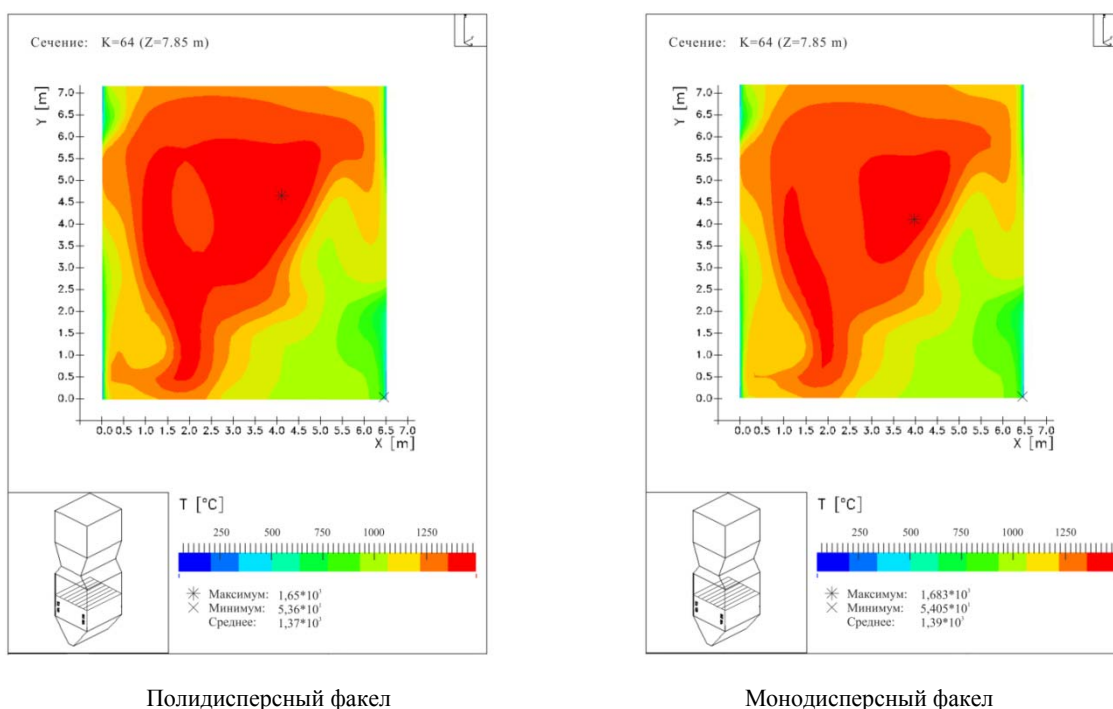 Сечение: K=64 (Z=7.85 m)
Y [m]
7.0
6.5
6.0
5.5
5.0
4.5
4.0
3.5
3.0
2.5
2.0
1.5
1.0
0.5
0.0
0.0 0.5 1.0 1.5 2.0 2.5 3.0 3.5 4.0 4.5 5.0 5.5 6.0 6.5 7.0
X [m]
T [°C]
250 500 750 1000 1250
Максимум: 1,65*10³
Минимум: 5,36*10³
Среднее: 1,37*10³
Полидисперсный факел
Сечение: K=64 (Z=7.85 m)
Y [m]
7.0
6.5
6.0
5.5
5.0
4.5
4.0
3.5
3.0
2.5
2.0
1.5
1.0
0.5
0.0
0.0 0.5 1.0 1.5 2.0 2.5 3.0 3.5 4.0 4.5 5.0 5.5 6.0 6.5 7.0
X [m]
T [°C]
250 500 750 1000 1250
Максимум: 1,683*10³
Минимум: 5,405*10³
Среднее: 1,39*10³
Монодисперсный факел